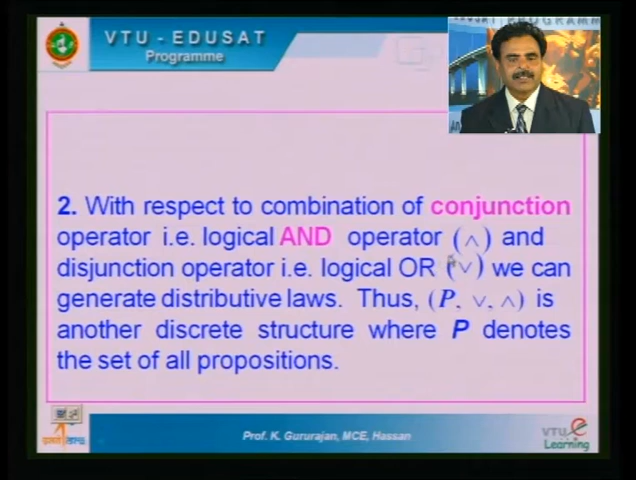 VTU - EDUSAT
Programme
2. With respect to combination of conjunction
operator i.e. logical AND operator (∧) and
disjunction operator i.e. logical OR (∨) we can
generate distributive laws. Thus, (P, ∨, ∧) is
another discrete structure where P denotes
the set of all propositions.
Prof. K. Gururajan, MCE, Hassan
VTU e
Learning